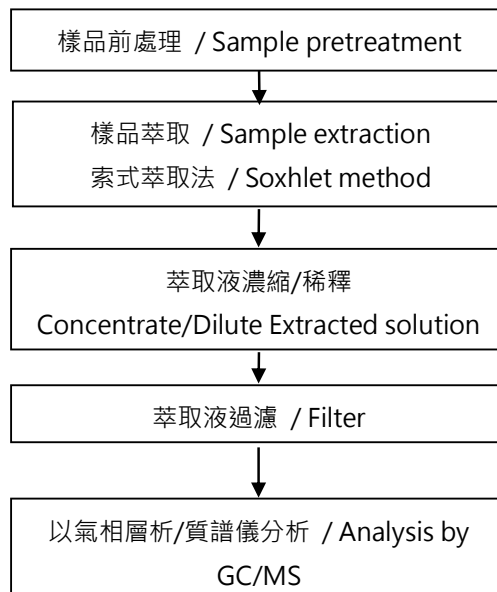 樣品前處理 / Sample pretreatment
樣品萃取 / Sample extraction
索式萃取法 / Soxhlet method
萃取液濃縮/稀釋
Concentrate/Dilute Extracted solution
萃取液過濾 / Filter
以氣相層析/質譜儀分析 / Analysis by
GC/MS